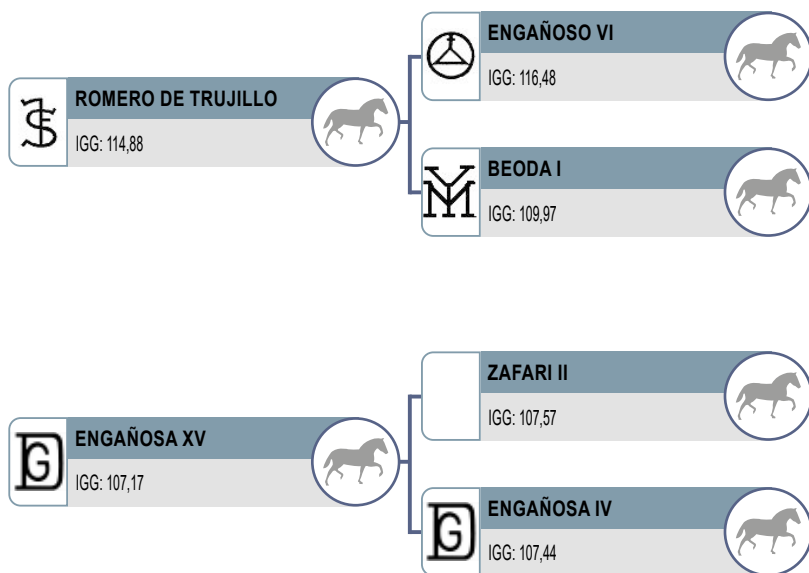 ENGAÑOSO VI
IGG: 116,48
ROMERO DE TRUJILLO
IGG: 114,88
BEODA I
IGG: 109,97
ZAFARI II
IGG: 107,57
ENGAÑOSA XV
IGG: 107,17
ENGAÑOSA IV
IGG: 107,44